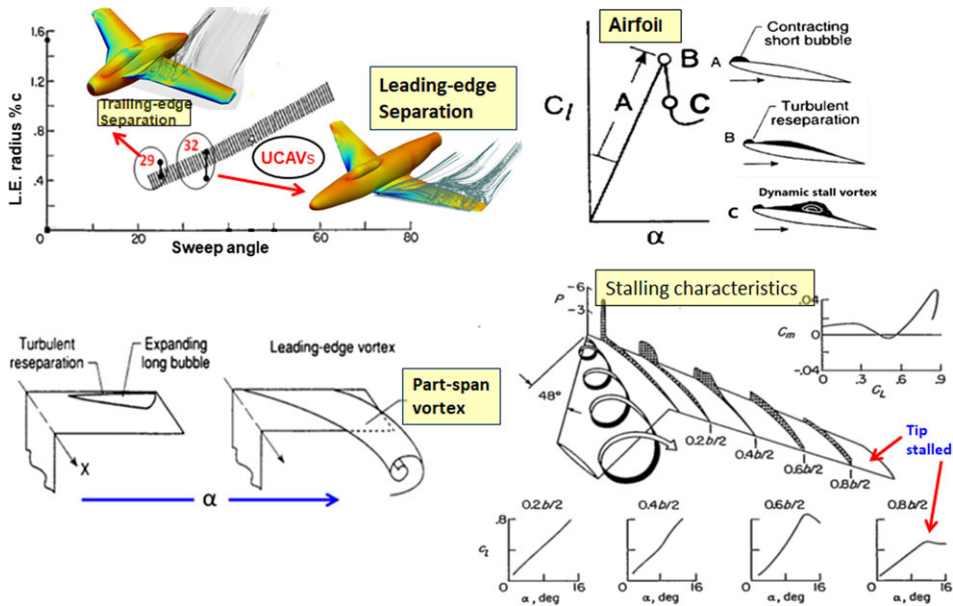 1.6
1.2
.8
.4
0
L.E. radius % c
Trailing-edge
Separation
29
32
UCAVs
Leading-edge
Separation
0
20
40
60
80
Sweep angle
Airfoil
Cl
A
B
C
α
Contracting
short bubble
A
Turbulent
reseparation
B
Dynamic stall vortex
C
Turbulent
reseparation
Expanding
long bubble
X
Leading-edge vortex
Part-span
vortex
α
Stalling characteristics
P
-6
-3
48°
0.2b/2
0.4b/2
0.6b/2
0.8b/2
.04
Cm
0
-.04
0
.3
.6
.9
CL
Tip
stalled
0.2b/2
0.4b/2
0.6b/2
0.8b/2
.8
cl
0
0 16
0 16
0 16
0 16
α, deg
α, deg
α, deg
α, deg